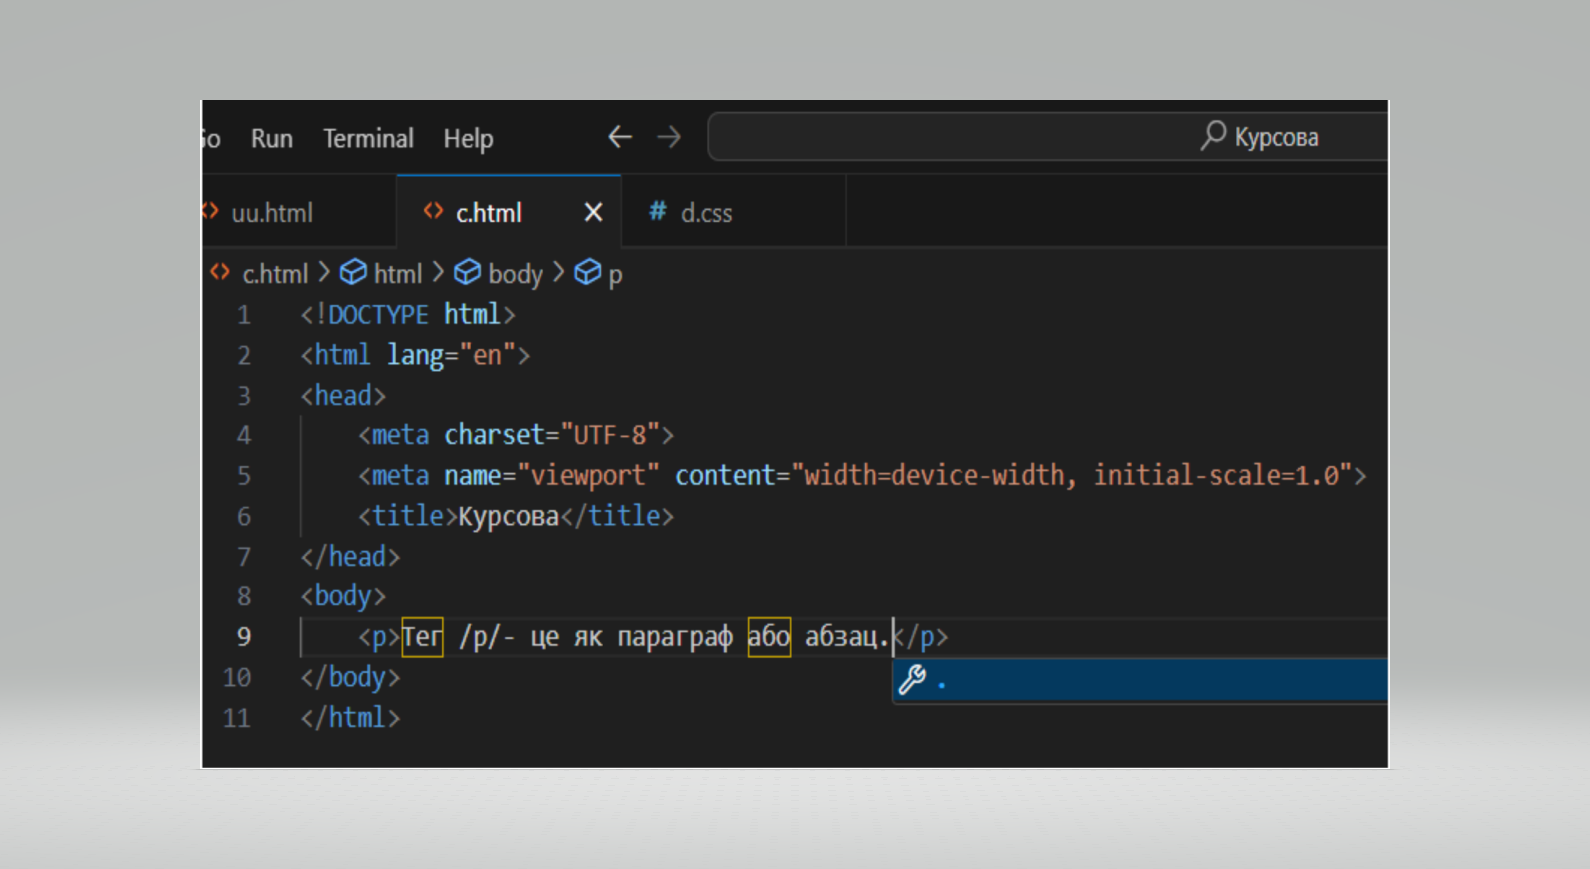 Run Terminal Help Курсова
uu.html c.html d.css
c.html html body p
1 <!DOCTYPE html>
2 <html lang="en">
3 <head>
4 <meta charset="UTF-8">
5 <meta name="viewport" content="width=device-width, initial-scale=1.0">
6 <title>Курсова</title>
7 </head>
8 <body>
9 <p>Тег /p/- це як параграф або абзац.</p>
.
10 </body>
11 </html>